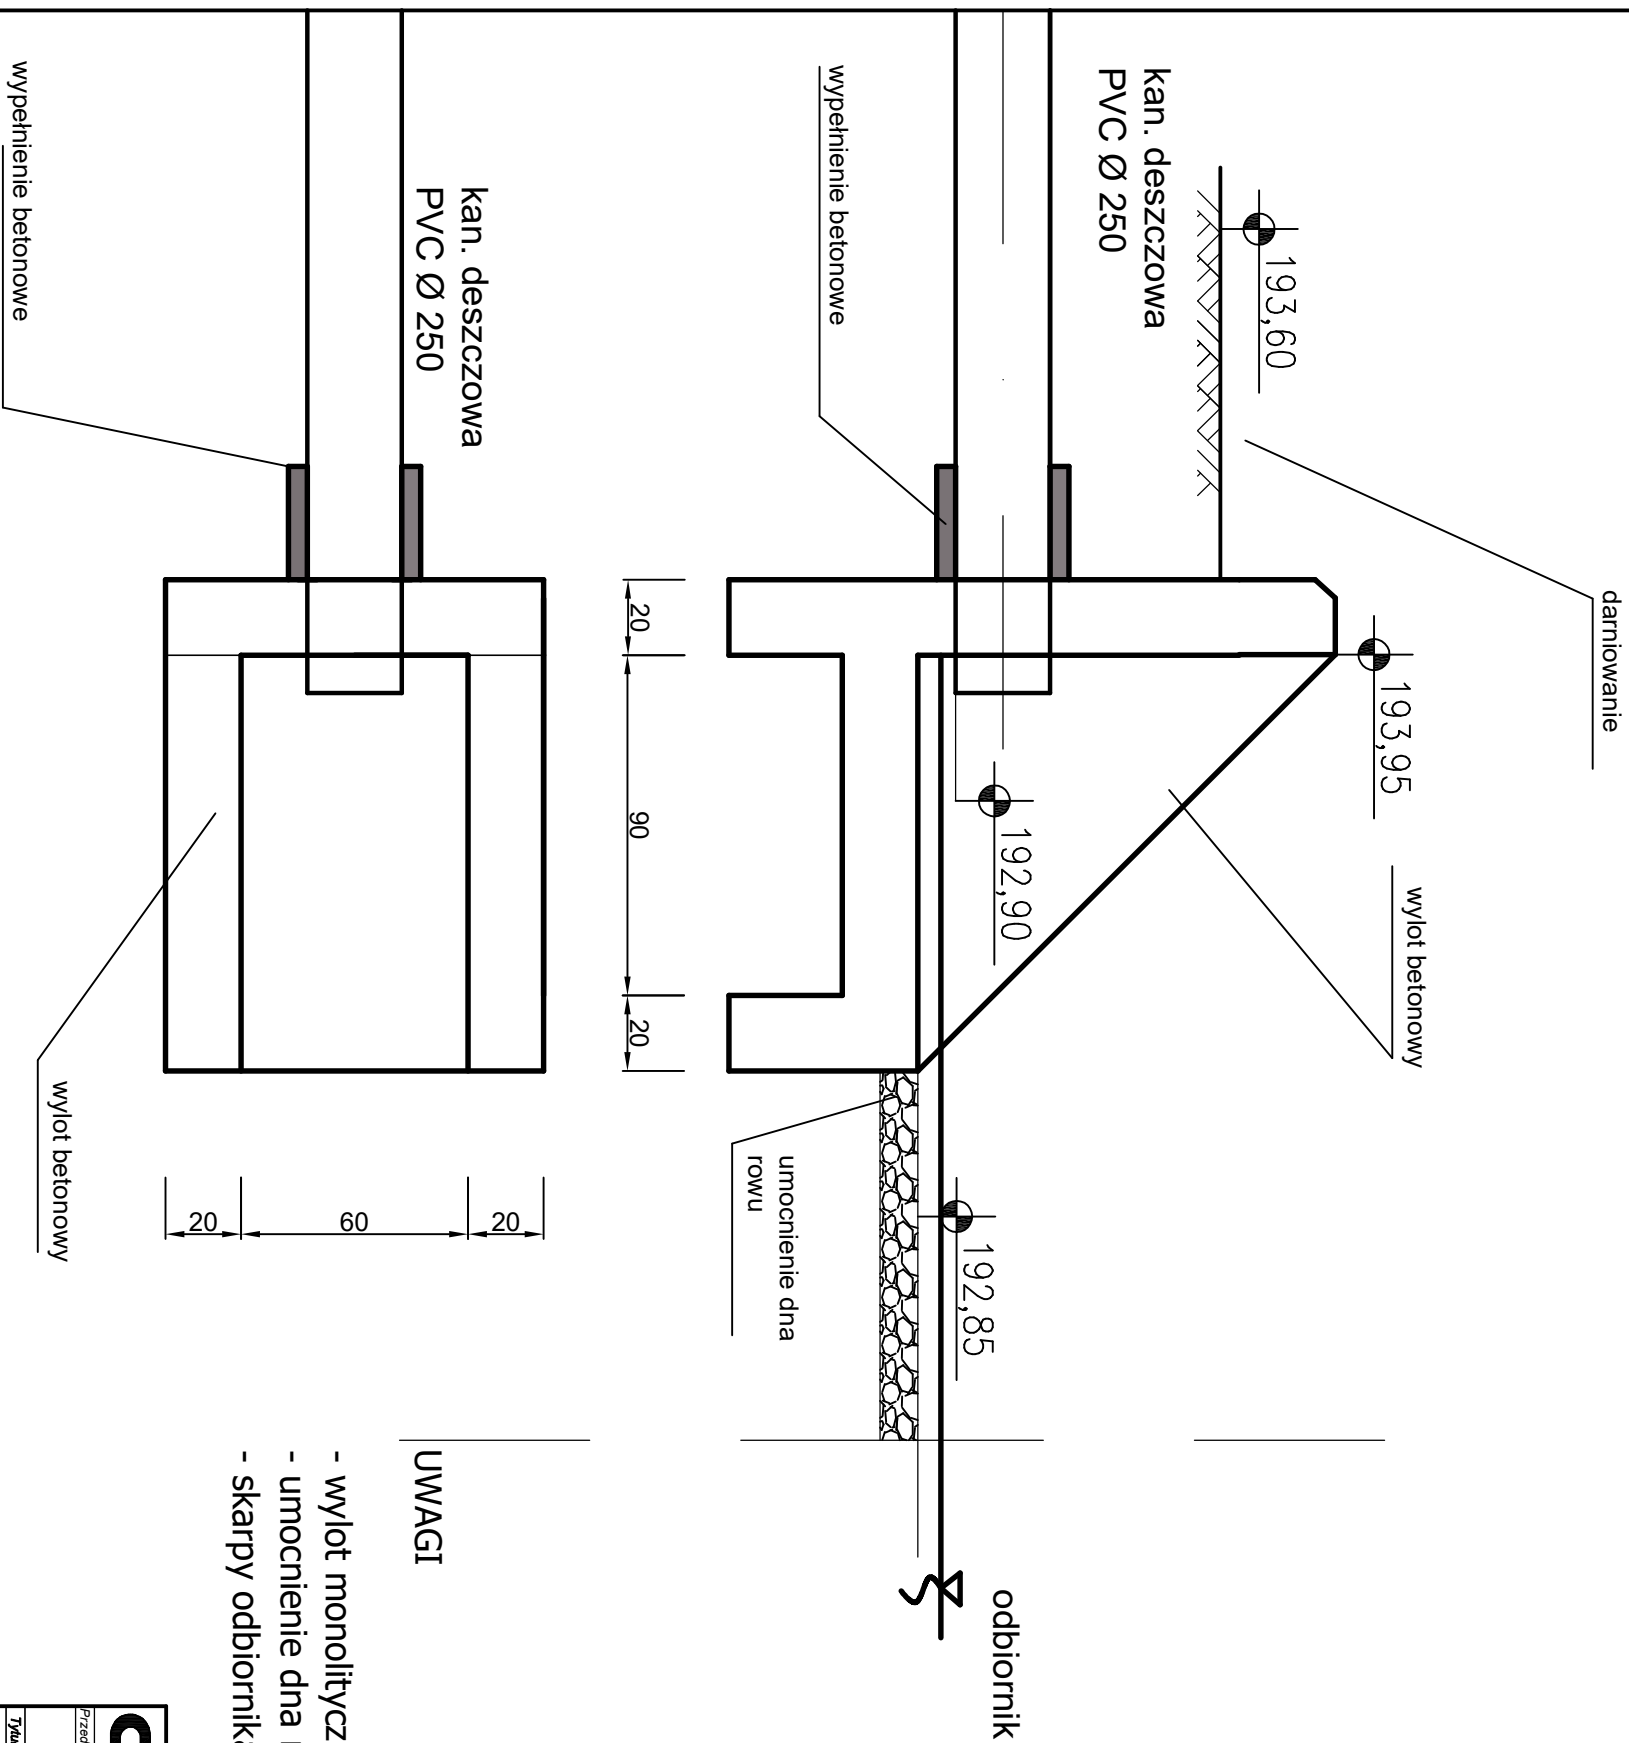 darniowanie
193,60
193,95
wylot betonowy
kan. deszczowa
PVC Ø 250
192,90
192,85
odbiornik
wypełnienie betonowe
umocnienie dna
rowu
20
90
20
kan. deszczowa
PVC Ø 250
20
60
20
wypełnienie betonowe
wylot betonowy
UWAGI
- wylot monolitycz
- umocnienie dna
- skarpy odbiornika